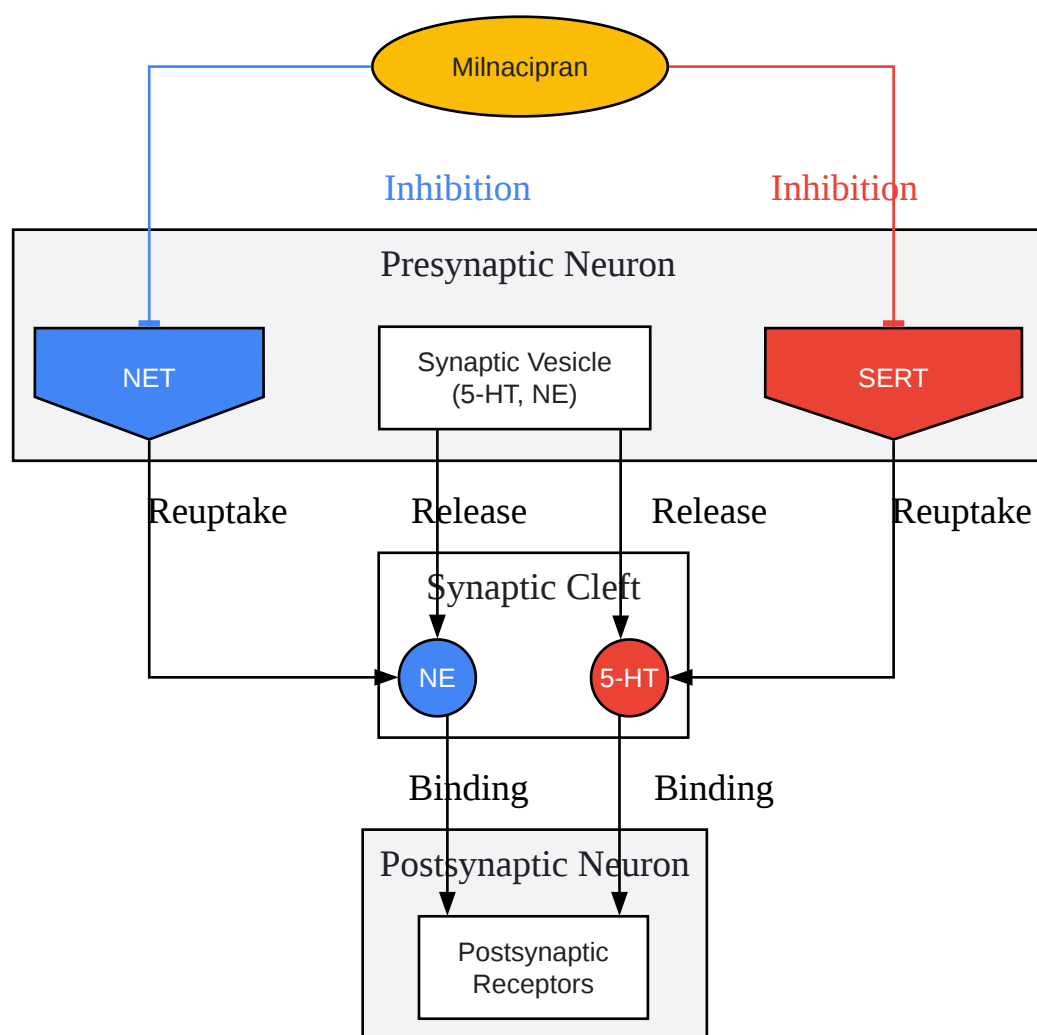 Milnacipran
Inhibition
Inhibition
Presynaptic Neuron
NET
Synaptic Vesicle
(5-HT, NE)
SERT
Reuptake
Release
Release
Reuptake
Synaptic Cleft
NE
5-HT
Binding
Binding
Postsynaptic Neuron
Postsynaptic
Receptors